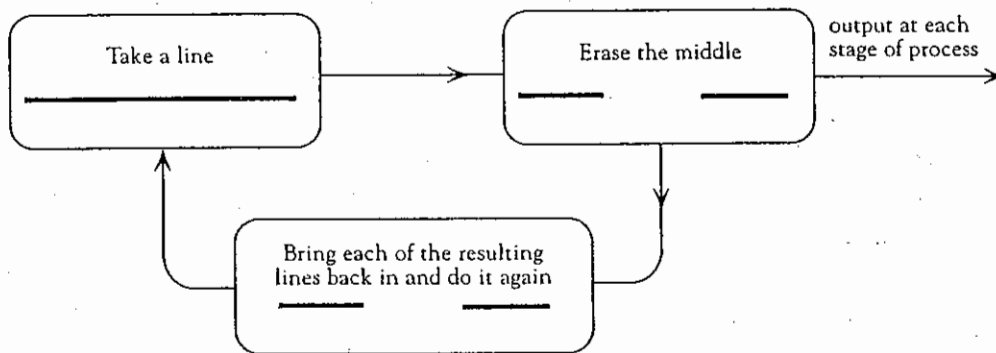 Take a line
Erase the middle
output at each
stage of process
Bring each of the resulting
lines back in and do it again